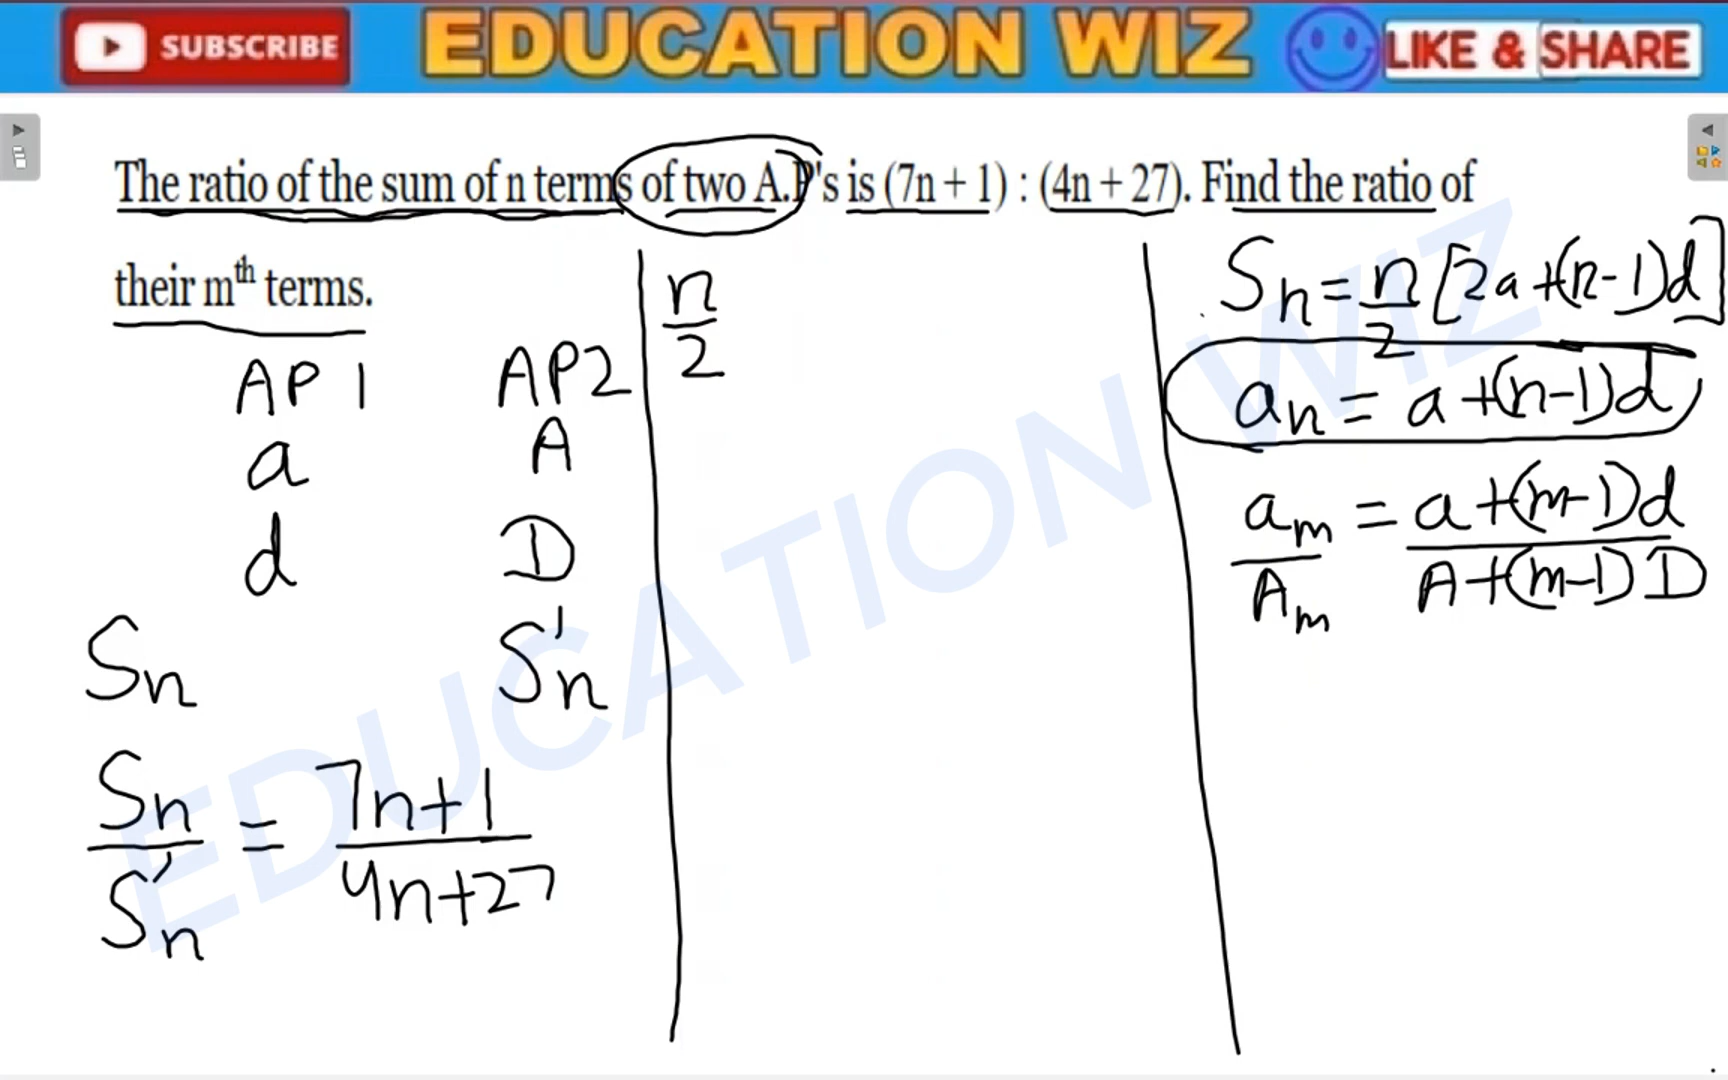 SUBSCRIBE EDUCATION WIZ LIKE & SHARE
The ratio of the sum of n terms of two A.P's is (7n + 1) : (4n + 27). Find the ratio of
their mᵗʰ terms.
AP1 AP2
a A
d D
Sn S'n
Sn/S'n = 7n+1/4n+27
n/2
Sn = n/2 [2a+(n-1)d]
an = a+(n-1)d
am/Am = a+(m-1)d/A+(m-1)D
EDUCATION WIZ